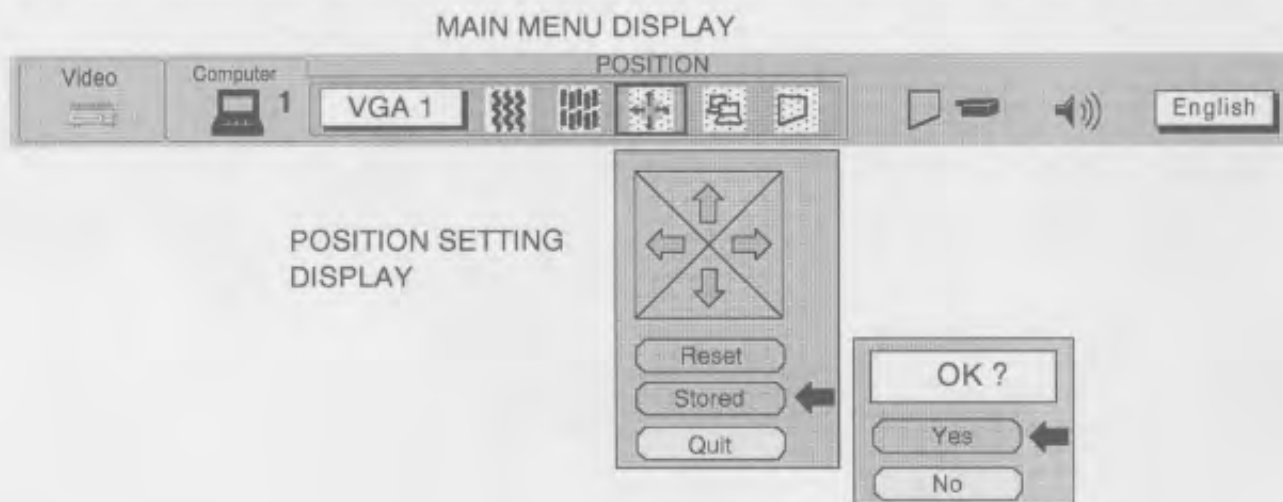 MAIN MENU DISPLAY
POSITION
Video
Computer
1
VGA 1
English
POSITION SETTING
DISPLAY
Reset
Stored
Quit
OK ?
Yes
No